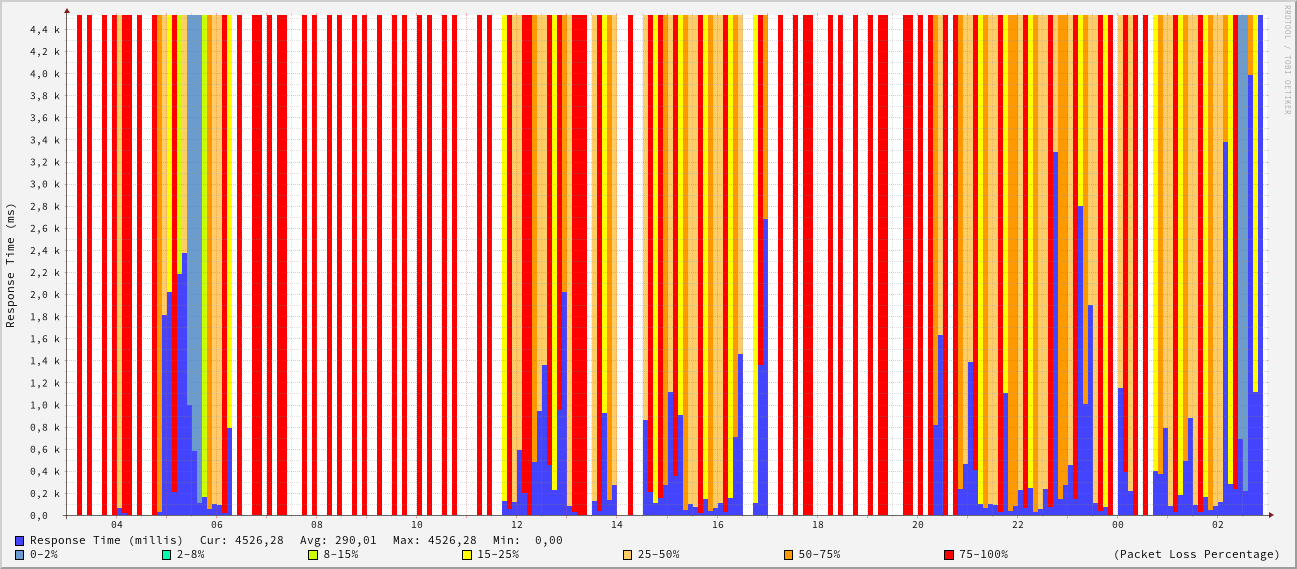 RRDTOOL / TOBI OETIKER
Response Time (ms)
4,4 k
4,2 k
4,0 k
3,8 k
3,6 k
3,4 k
3,2 k
3,0 k
2,8 k
2,6 k
2,4 k
2,2 k
2,0 k
1,8 k
1,6 k
1,4 k
1,2 k
1,0 k
0,8 k
0,6 k
0,4 k
0,2 k
0,0
04 06 08 10 12 14 16 18 20 22 00 02
Response Time (millis) Cur: 4526,28 Avg: 290,01 Max: 4526,28 Min: 0,00
0-2% 2-8% 8-15% 15-25% 25-50% 50-75% 75-100% (Packet Loss Percentage)